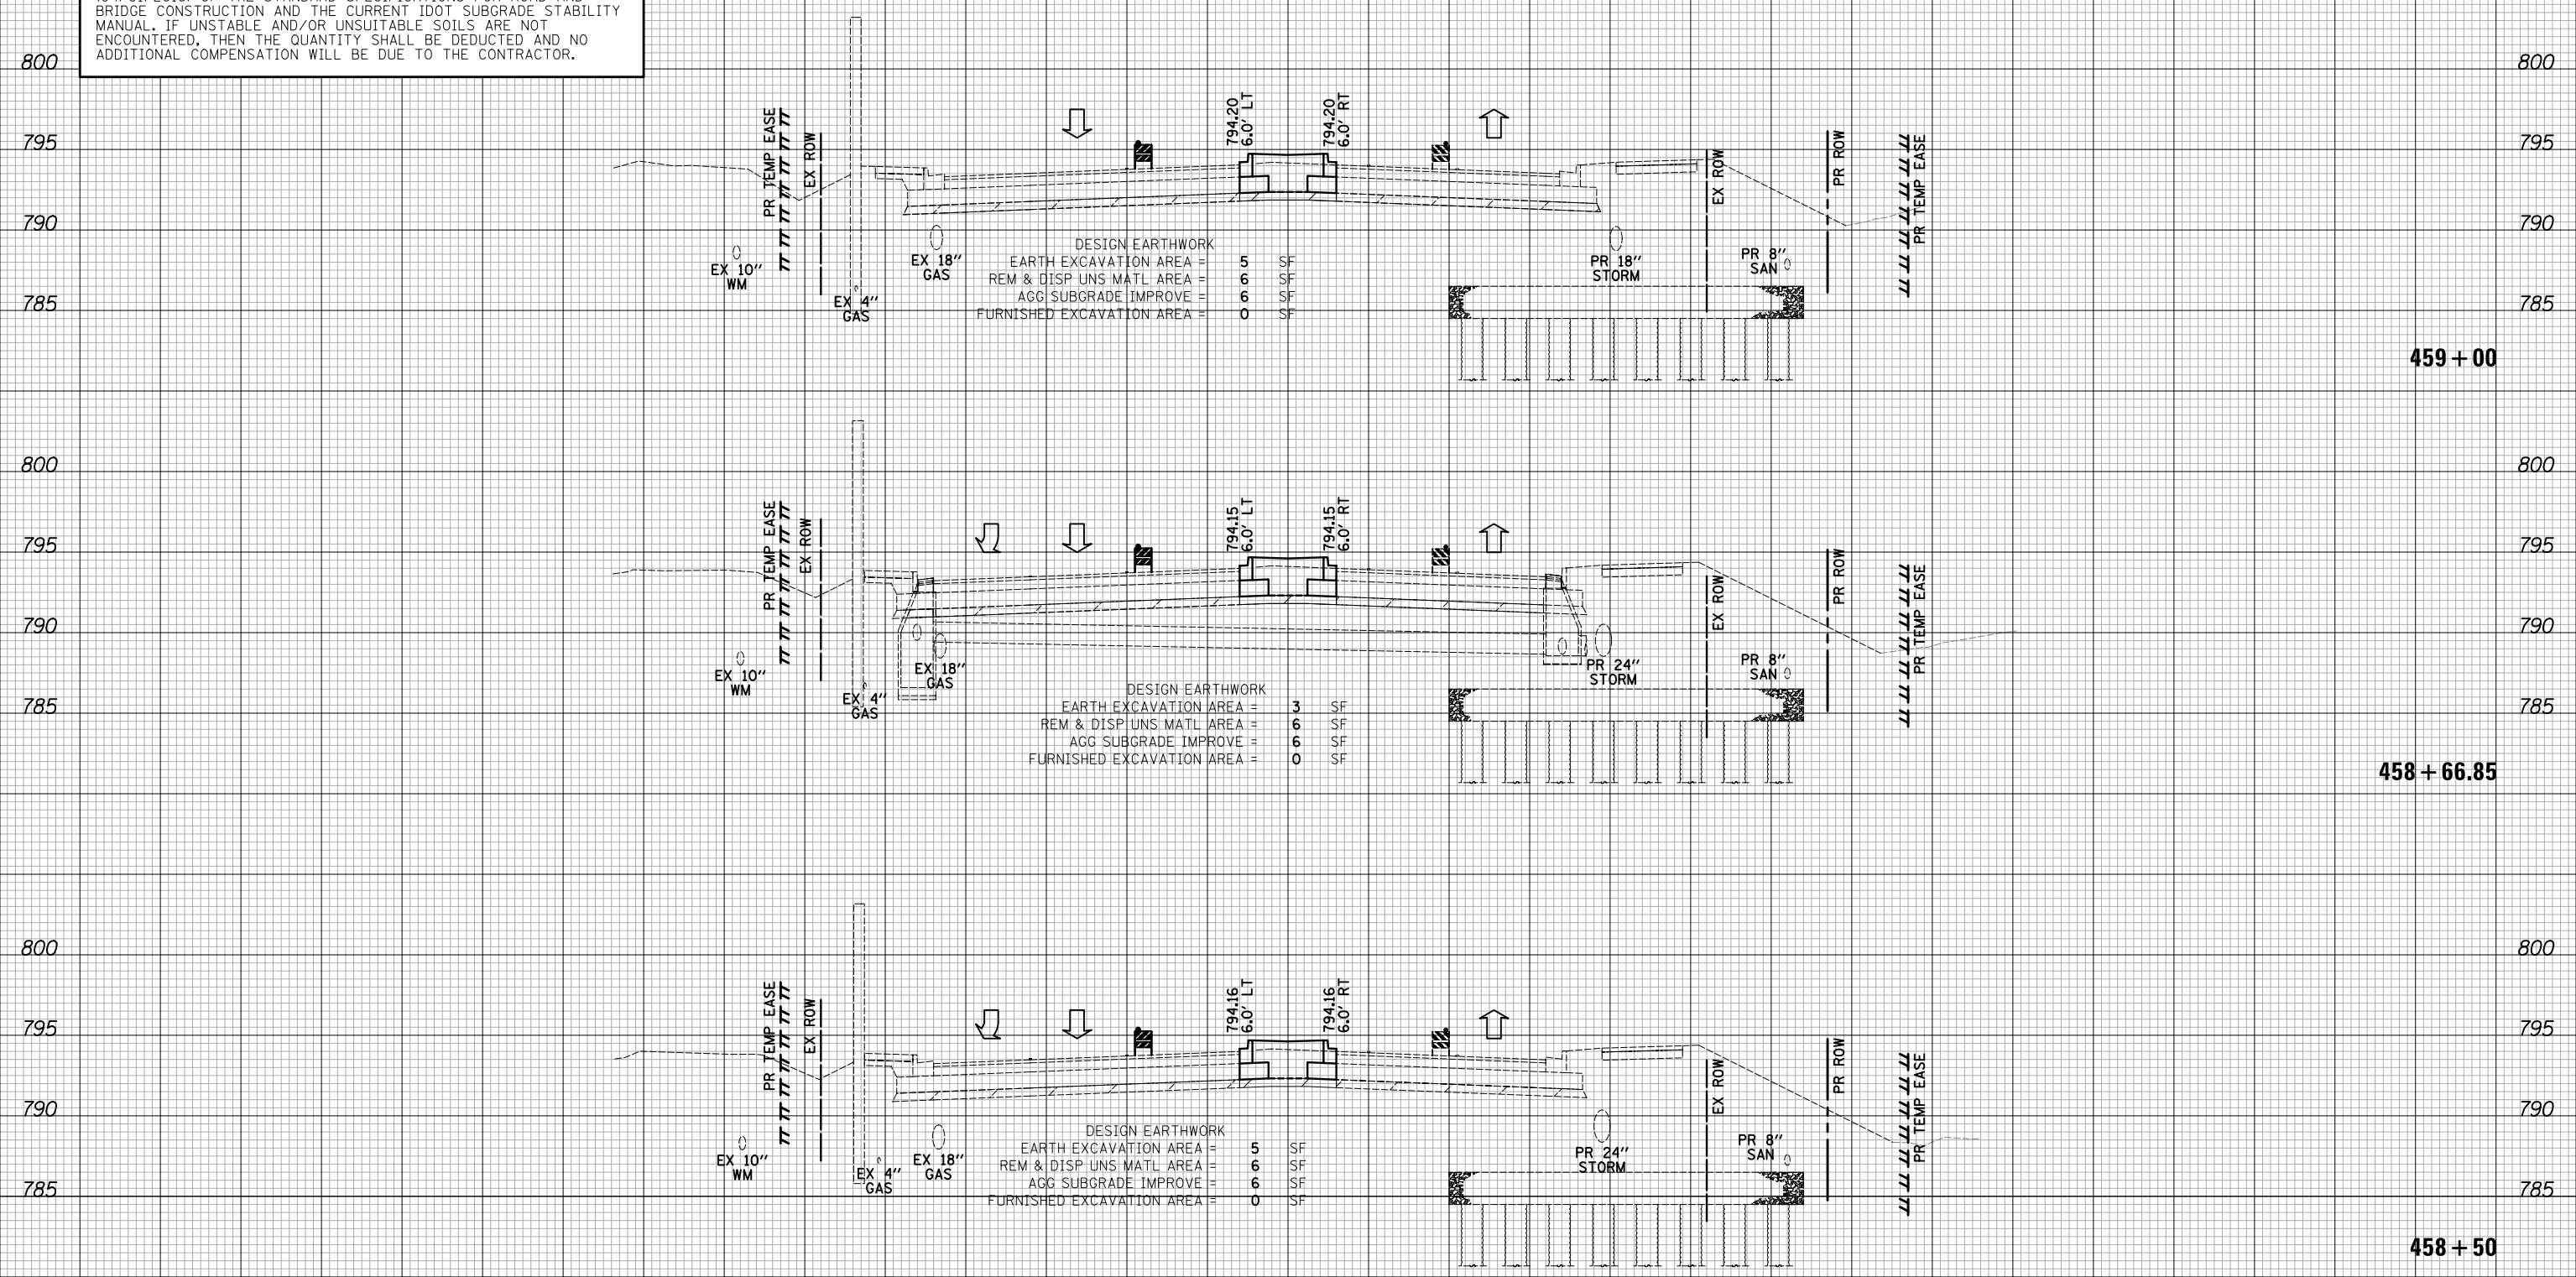 BRIDGE CONSTRUCTION AND THE CURRENT IDOT SUBGRADE STABILITY
MANUAL. IF UNSTABLE AND/OR UNSUITABLE SOILS ARE NOT
ENCOUNTERED, THEN THE QUANTITY SHALL BE DEDUCTED AND NO
ADDITIONAL COMPENSATION WILL BE DUE TO THE CONTRACTOR.
800
800
795
795
790
790
785
785
PR TEMP EASE
EX ROW
794.20
6.0' LT
794.20
6.0' RT
EX ROW
PR ROW
PR TEMP EASE
EX 10"
WM
EX 4"
GAS
EX 18"
GAS
DESIGN EARTHWORK
EARTH EXCAVATION AREA = 5 SF
REM & DISP UNS MATL AREA = 6 SF
AGG SUBGRADE IMPROVE = 6 SF
FURNISHED EXCAVATION AREA = 0 SF
PR 18"
STORM
PR 8"
SAN
459+00
800
800
795
795
790
790
785
785
PR TEMP EASE
EX ROW
794.15
6.0' LT
794.15
6.0' RT
EX ROW
PR ROW
PR TEMP EASE
EX 10"
WM
EX 4"
GAS
EX 18"
GAS
DESIGN EARTHWORK
EARTH EXCAVATION AREA = 3 SF
REM & DISP UNS MATL AREA = 6 SF
AGG SUBGRADE IMPROVE = 6 SF
FURNISHED EXCAVATION AREA = 0 SF
PR 24"
STORM
PR 8"
SAN
458+66.85
800
800
795
795
790
790
785
785
PR TEMP EASE
EX ROW
794.16
6.0' LT
794.16
6.0' RT
EX ROW
PR ROW
PR TEMP EASE
EX 10"
WM
EX 4"
GAS
EX 18"
GAS
DESIGN EARTHWORK
EARTH EXCAVATION AREA = 5 SF
REM & DISP UNS MATL AREA = 6 SF
AGG SUBGRADE IMPROVE = 6 SF
FURNISHED EXCAVATION AREA = 0 SF
PR 24"
STORM
PR 8"
SAN
458+50